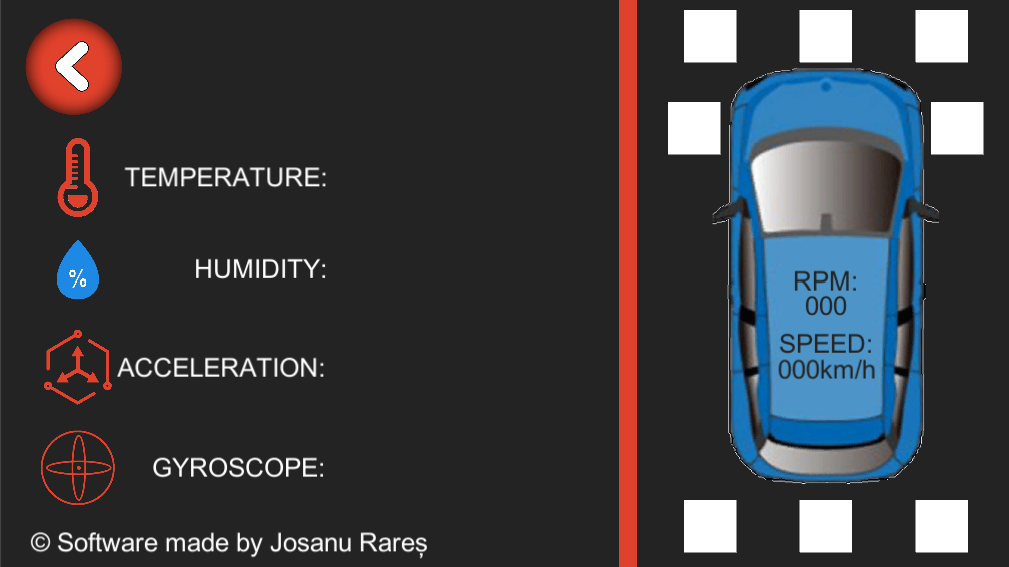 TEMPERATURE:
%
HUMIDITY:
ACCELERATION:
GYROSCOPE:
© Software made by Josanu Rareș
RPM:
000
SPEED:
000km/h